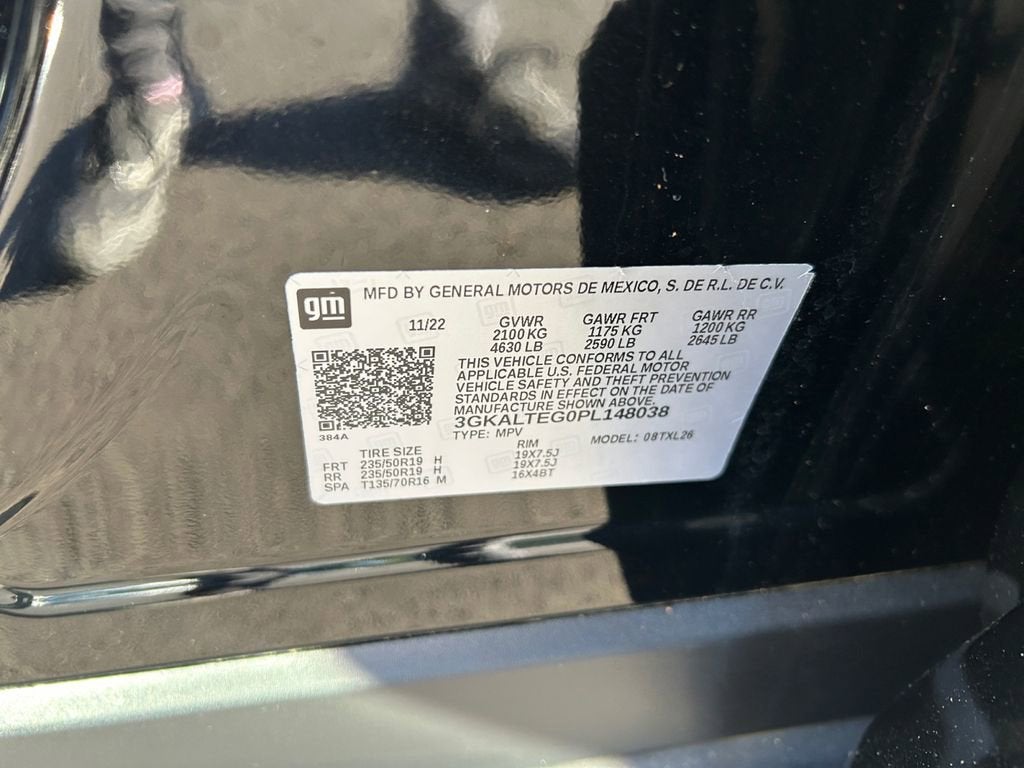 gm
MFD BY GENERAL MOTORS DE MEXICO, S. DE R.L. DE C.V.
11/22 GVWR GAWR FRT GAWR RR
2100 KG 1175 KG 1200 KG
4630 LB 2590 LB 2645 LB
THIS VEHICLE CONFORMS TO ALL
APPLICABLE U.S. FEDERAL MOTOR
VEHICLE SAFETY AND THEFT PREVENTION
STANDARDS IN EFFECT ON THE DATE OF
MANUFACTURE SHOWN ABOVE.
3GKALTEG0PL148038
TYPE: MPV MODEL: 08TXL26
384A
TIRE SIZE RIM
FRT 235/50R19 H 19X7.5J
RR 235/50R19 H 19X7.5J
SPA T135/70R16 M 16X4BT